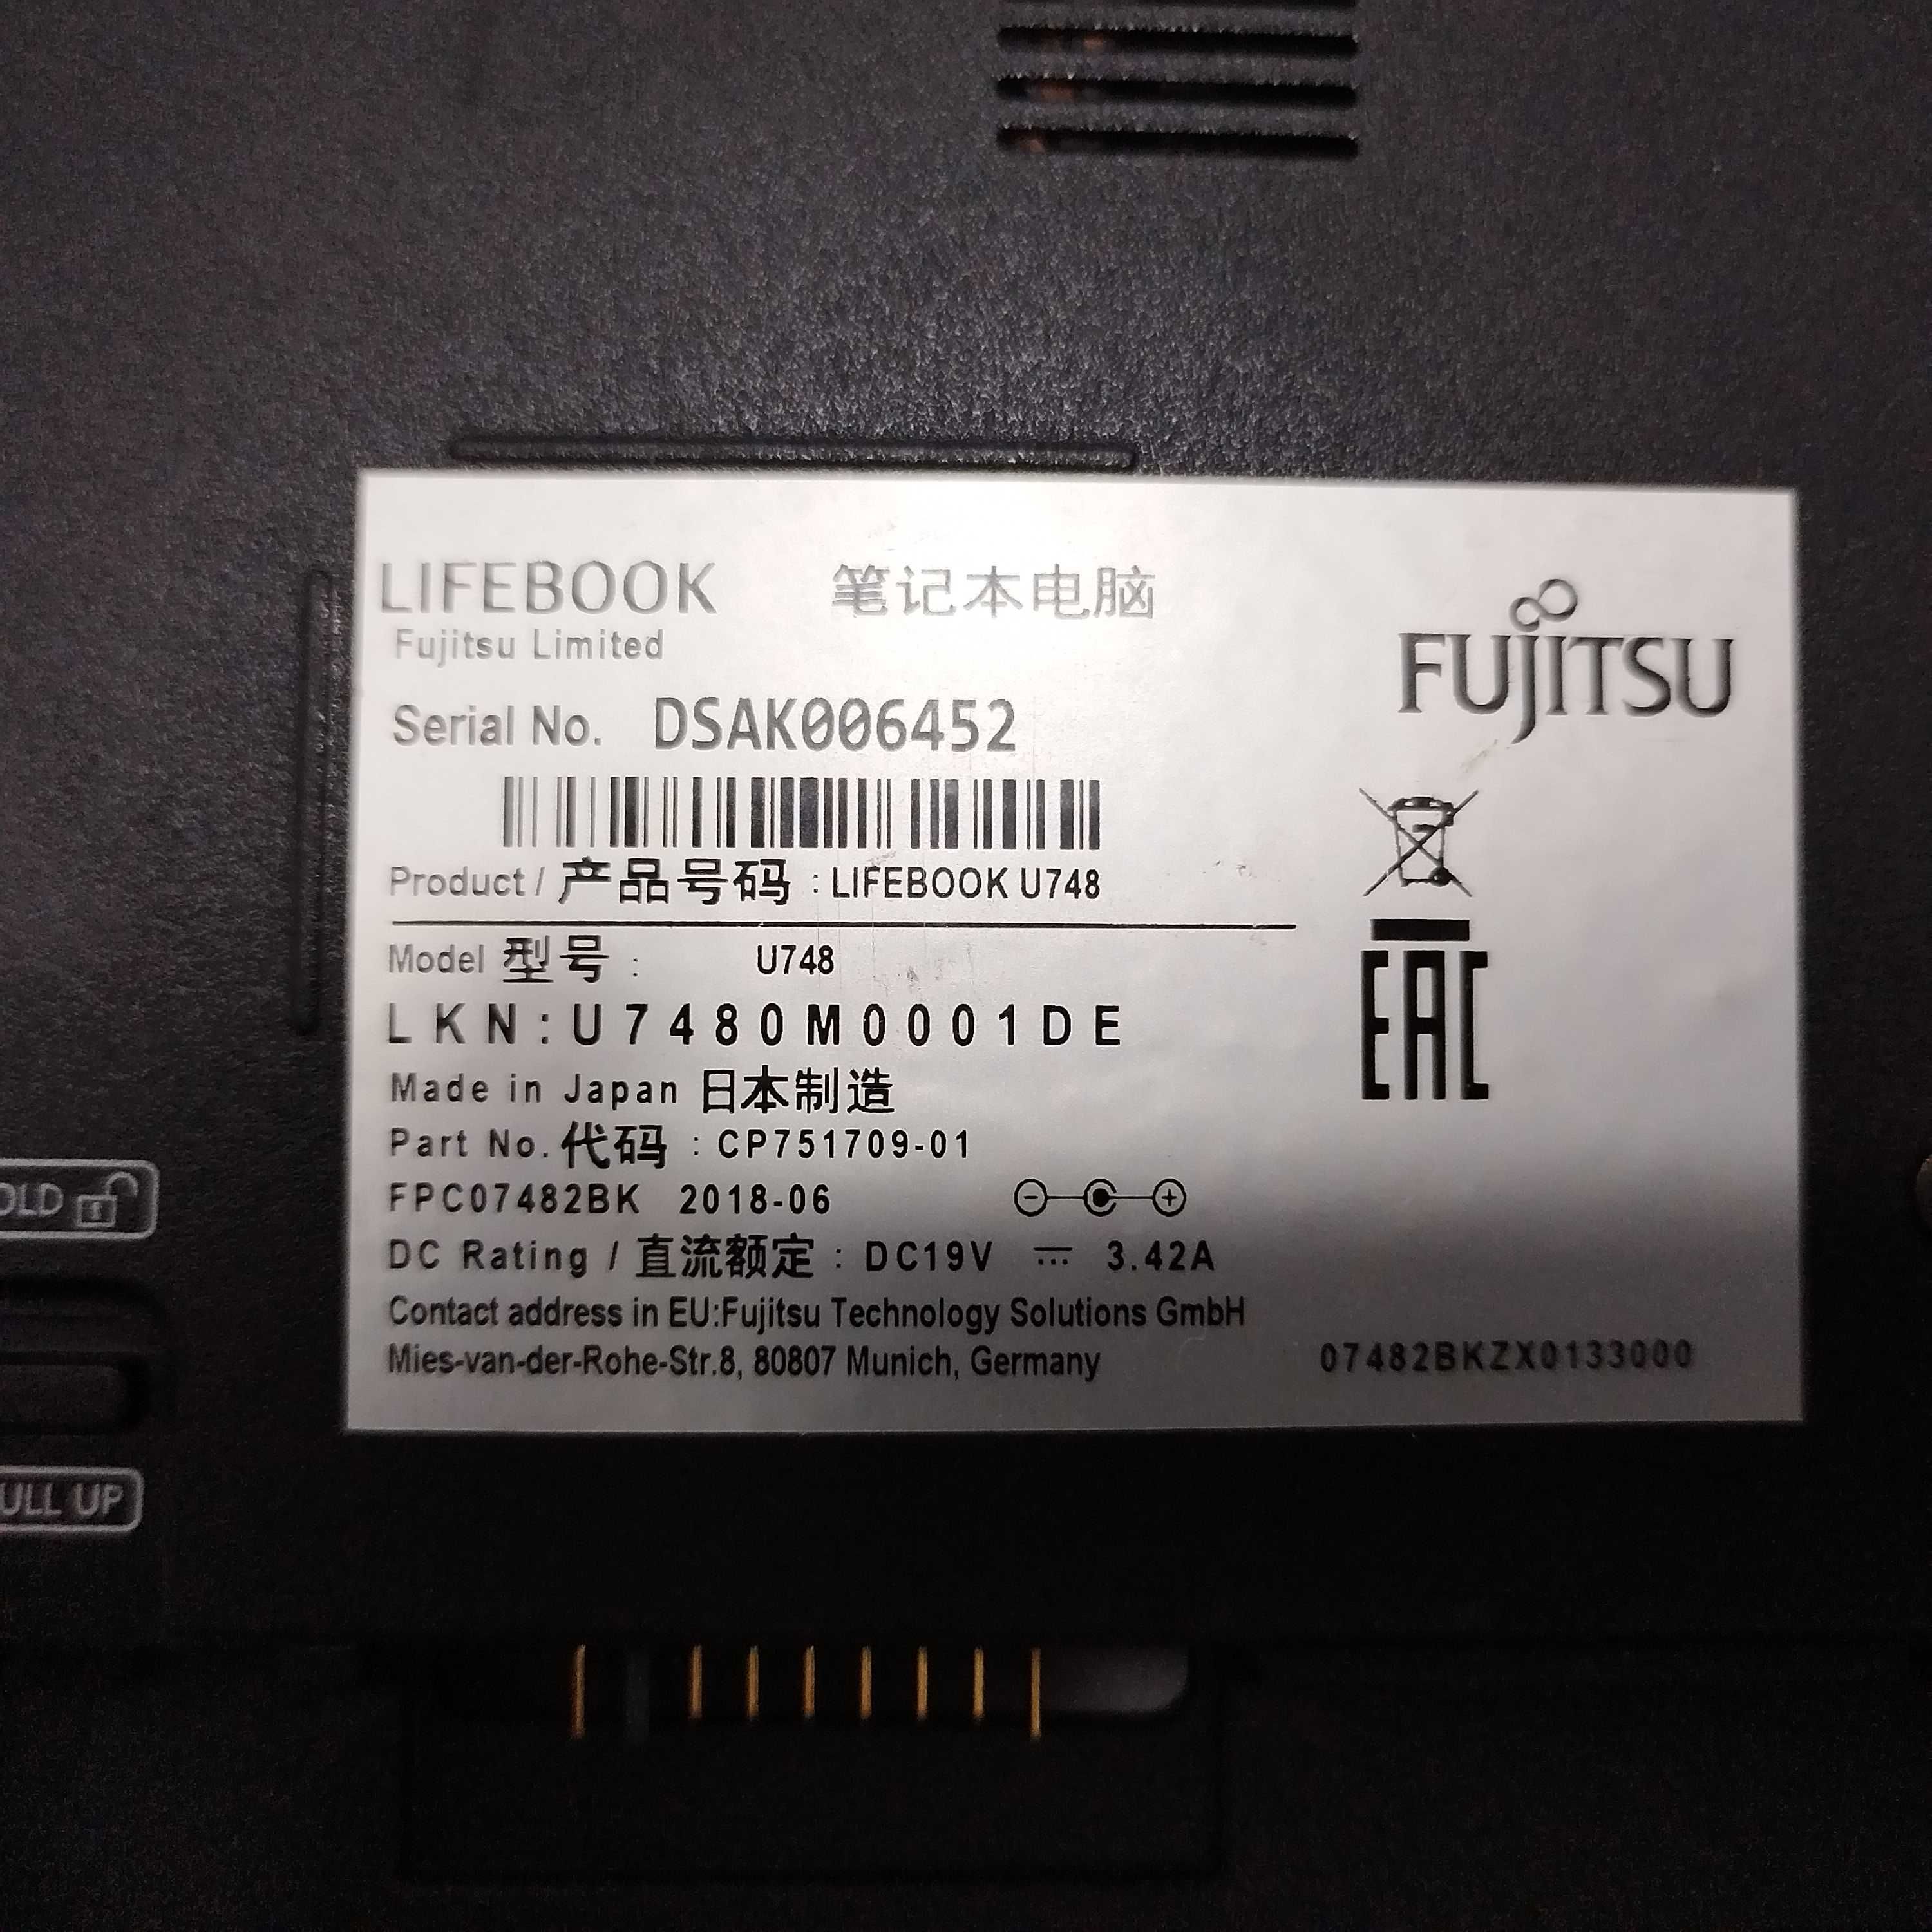 LIFEBOOK 笔记本电脑
Fujitsu Limited
FUJITSU
Serial No. DSAK006452
Product / 产品号码 : LIFEBOOK U748
Model 型号 : U748
LKN:U7480M0001DE
EAC
Made in Japan 日本制造
Part No. 代码 : CP751709-01
FPC07482BK 2018-06
DC Rating / 直流额定 : DC19V ⎓ 3.42A
Contact address in EU:Fujitsu Technology Solutions GmbH
Mies-van-der-Rohe-Str.8, 80807 Munich, Germany
07482BKZX0133000
OLD
ULL UP